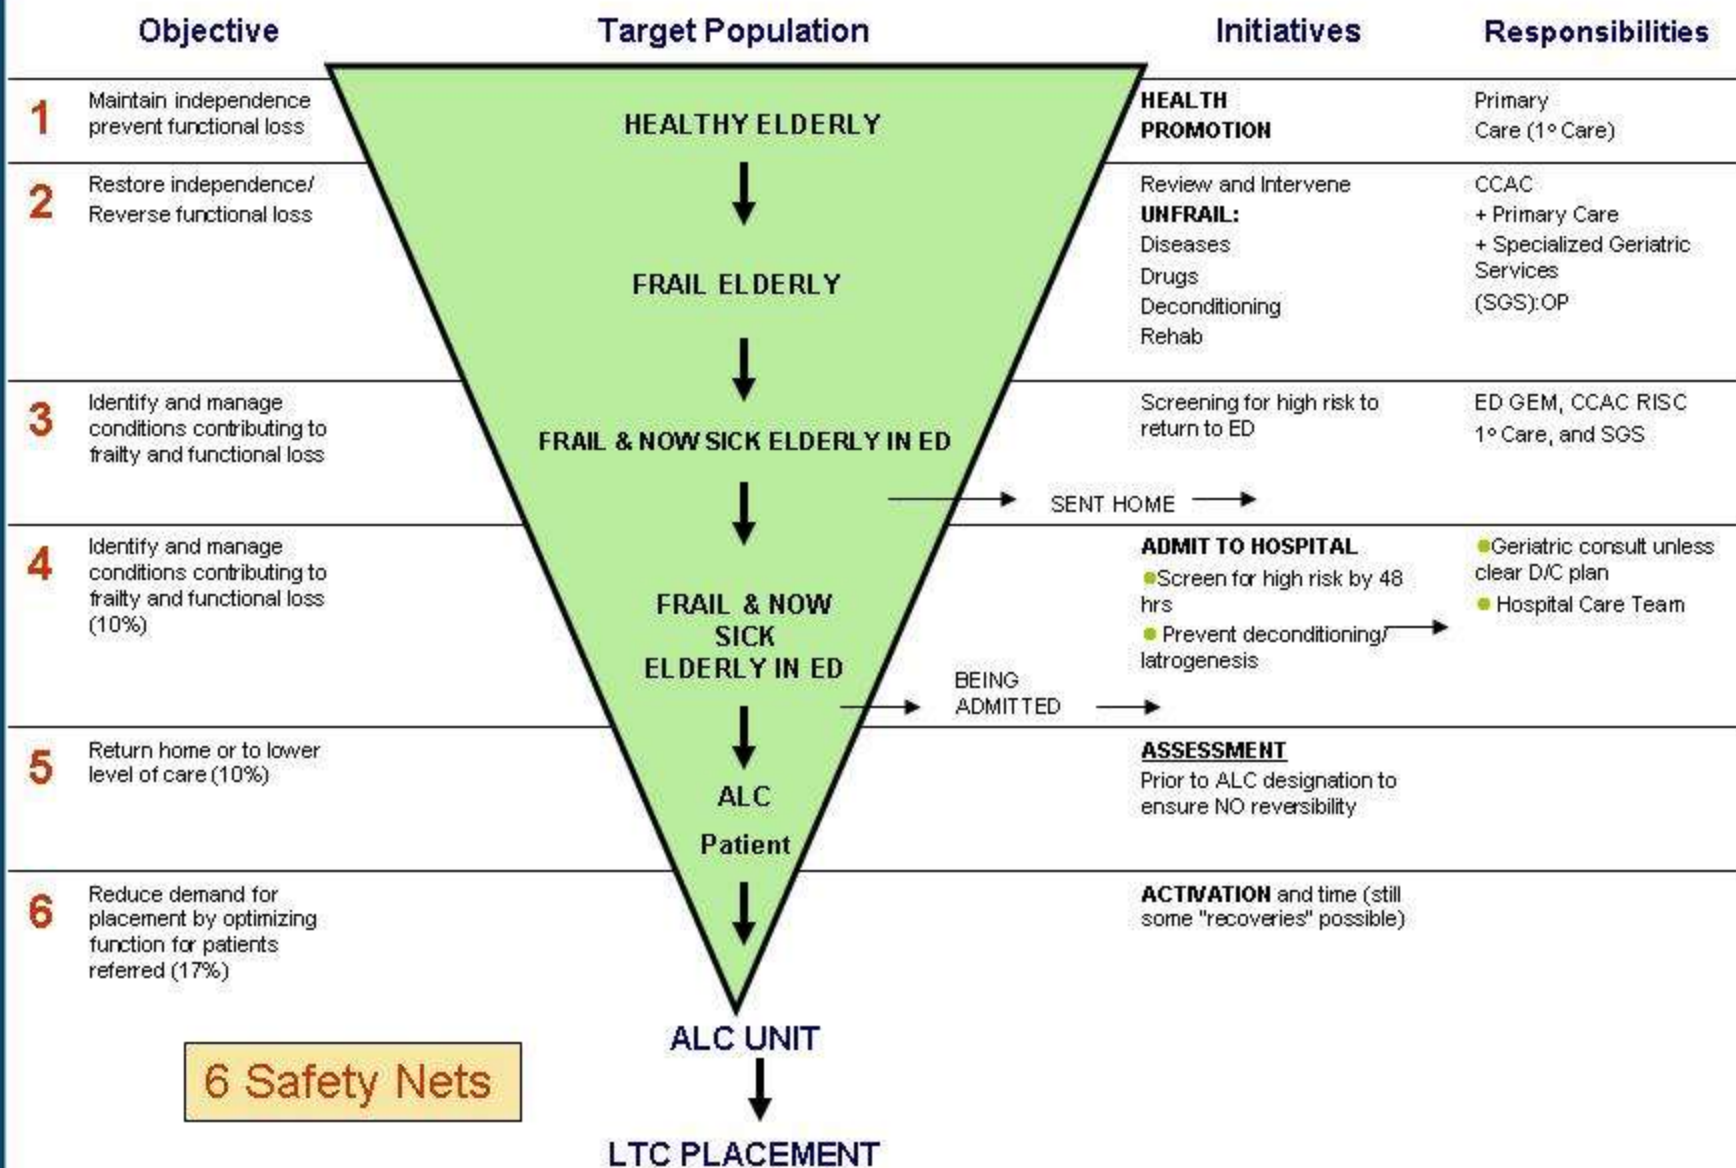 Objective
Target Population
Initiatives
Responsibilities
1
Maintain independence
prevent functional loss
HEALTHY ELDERLY
HEALTH
PROMOTION
Primary
Care (1º Care)
2
Restore independence/
Reverse functional loss
FRAIL ELDERLY
Review and Intervene
UNFRAIL:
Diseases
Drugs
Deconditioning
Rehab
CCAC
+ Primary Care
+ Specialized Geriatric
Services
(SGS):OP
3
Identify and manage
conditions contributing to
frailty and functional loss
FRAIL & NOW SICK ELDERLY IN ED
SENT HOME
Screening for high risk to
return to ED
ED GEM, CCAC RISC
1º Care, and SGS
4
Identify and manage
conditions contributing to
frailty and functional loss
(10%)
FRAIL & NOW
SICK
ELDERLY IN ED
BEING
ADMITTED
ADMIT TO HOSPITAL
●Screen for high risk by 48
hrs
● Prevent deconditioning/
Iatrogenesis
●Geriatric consult unless
clear D/C plan
● Hospital Care Team
5
Return home or to lower
level of care (10%)
ALC
Patient
ASSESSMENT
Prior to ALC designation to
ensure NO reversibility
6
Reduce demand for
placement by optimizing
function for patients
referred (17%)
ACTIVATION and time (still
some "recoveries" possible)
ALC UNIT
6 Safety Nets
LTC PLACEMENT